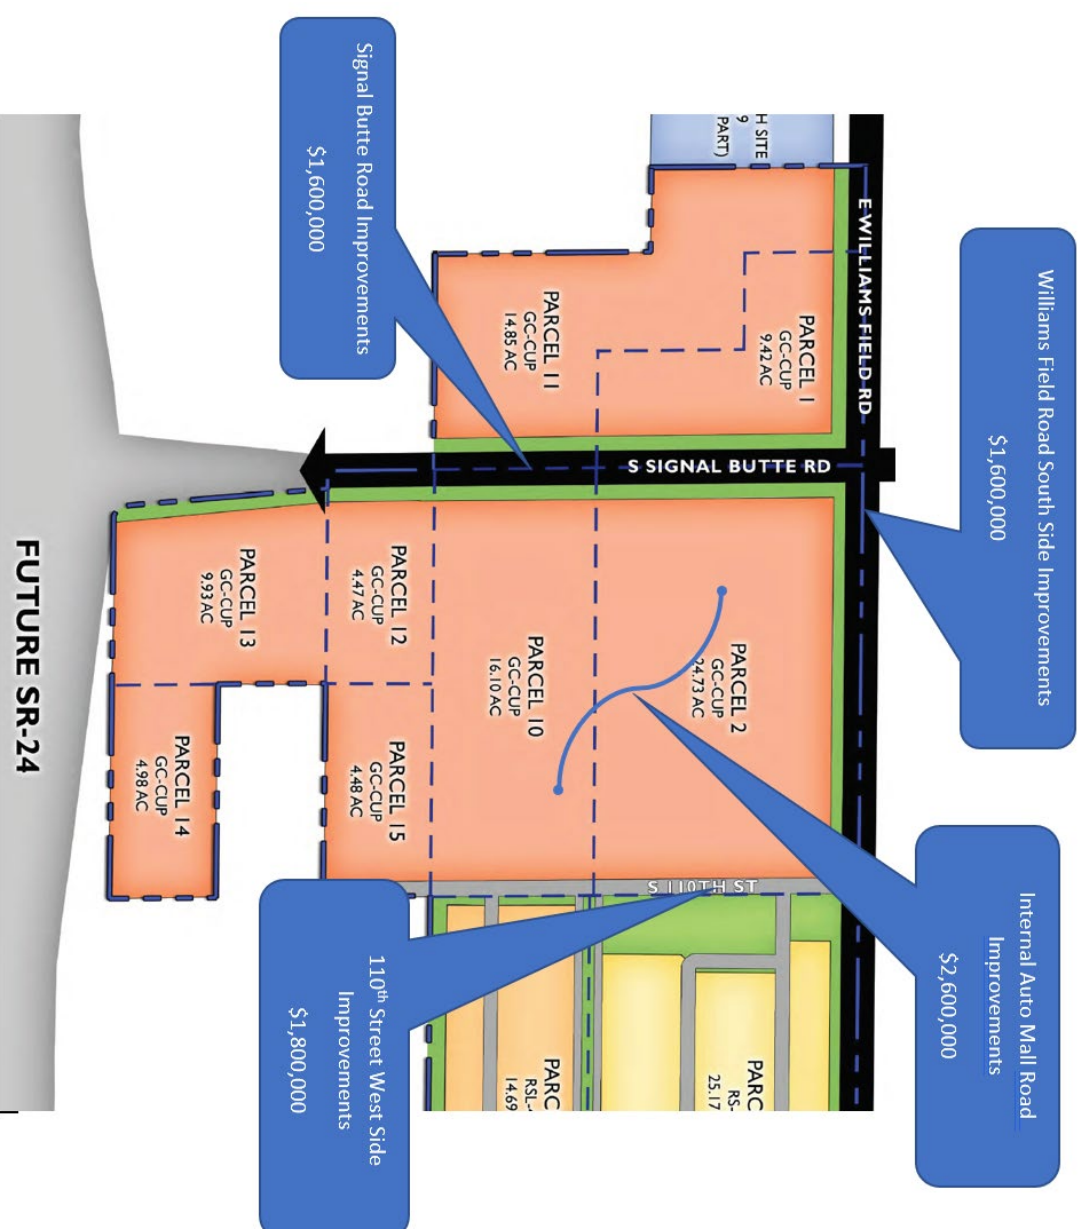 Williams Field Road South Side Improvements
$1,600,000
Internal Auto Mall Road
Improvements
$2,600,000
E WILLIAMS FIELD RD
H SITE
9
PART)
PARCEL 1
GC-CUP
9.42 AC
S SIGNAL BUTTE RD
PARCEL 2
GC-CUP
24.73 AC
S 110TH ST
PARC
RS-
25.17
PARCEL 11
GC-CUP
14.85 AC
PARCEL 10
GC-CUP
16.10 AC
PARC
RSL-
14.69
Signal Butte Road Improvements
$1,600,000
PARCEL 12
GC-CUP
4.47 AC
PARCEL 15
GC-CUP
4.48 AC
110th Street West Side
Improvements
$1,800,000
PARCEL 13
GC-CUP
9.93 AC
PARCEL 14
GC-CUP
4.98 AC
FUTURE SR-24